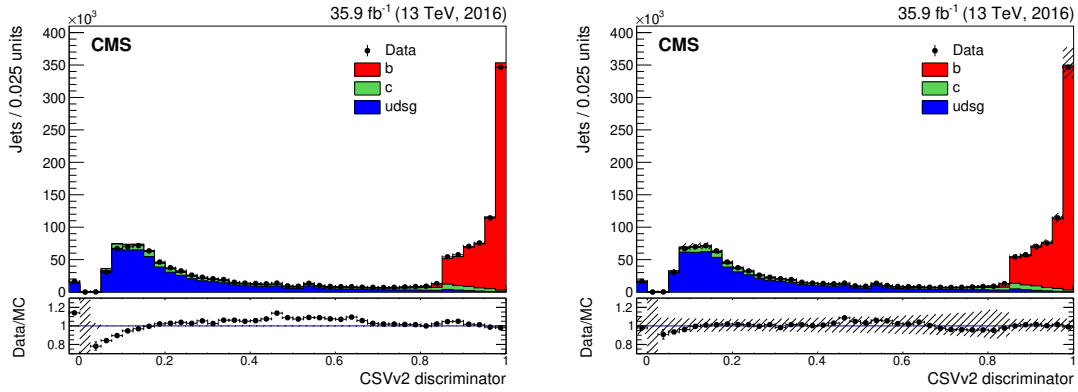 35.9 fb⁻¹ (13 TeV, 2016)
×10³
CMS
Data
b
c
udsg
Jets / 0.025 units
400
350
300
250
200
150
100
50
0
Data/MC
1.2
1
0.8
0 0.2 0.4 0.6 0.8 1
CSVv2 discriminator
35.9 fb⁻¹ (13 TeV, 2016)
×10³
CMS
Data
b
c
udsg
Jets / 0.025 units
400
350
300
250
200
150
100
50
0
Data/MC
1.2
1
0.8
0 0.2 0.4 0.6 0.8 1
CSVv2 discriminator